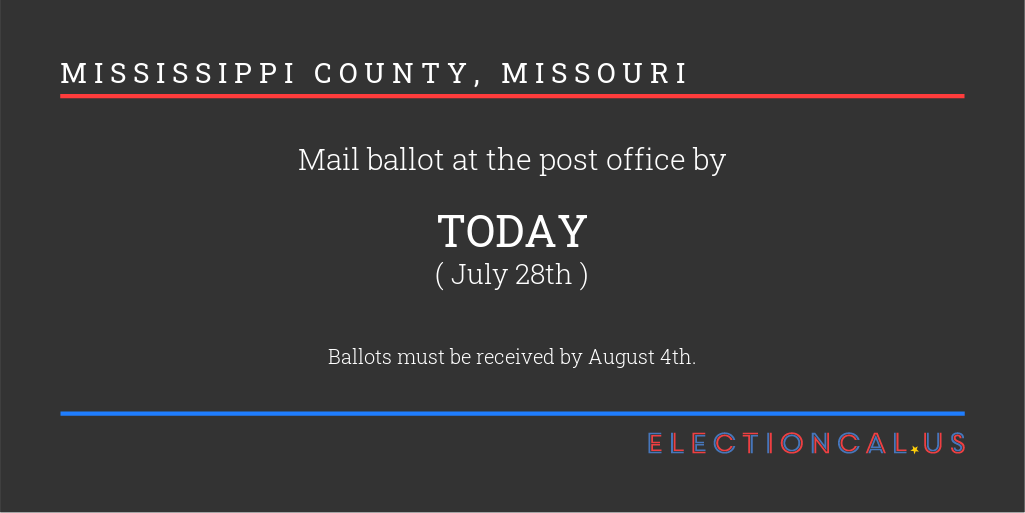 MISSISSIPPI COUNTY, MISSOURI
Mail ballot at the post office by
TODAY
( July 28th )
Ballots must be received by August 4th.
ELECTIONCAL.US